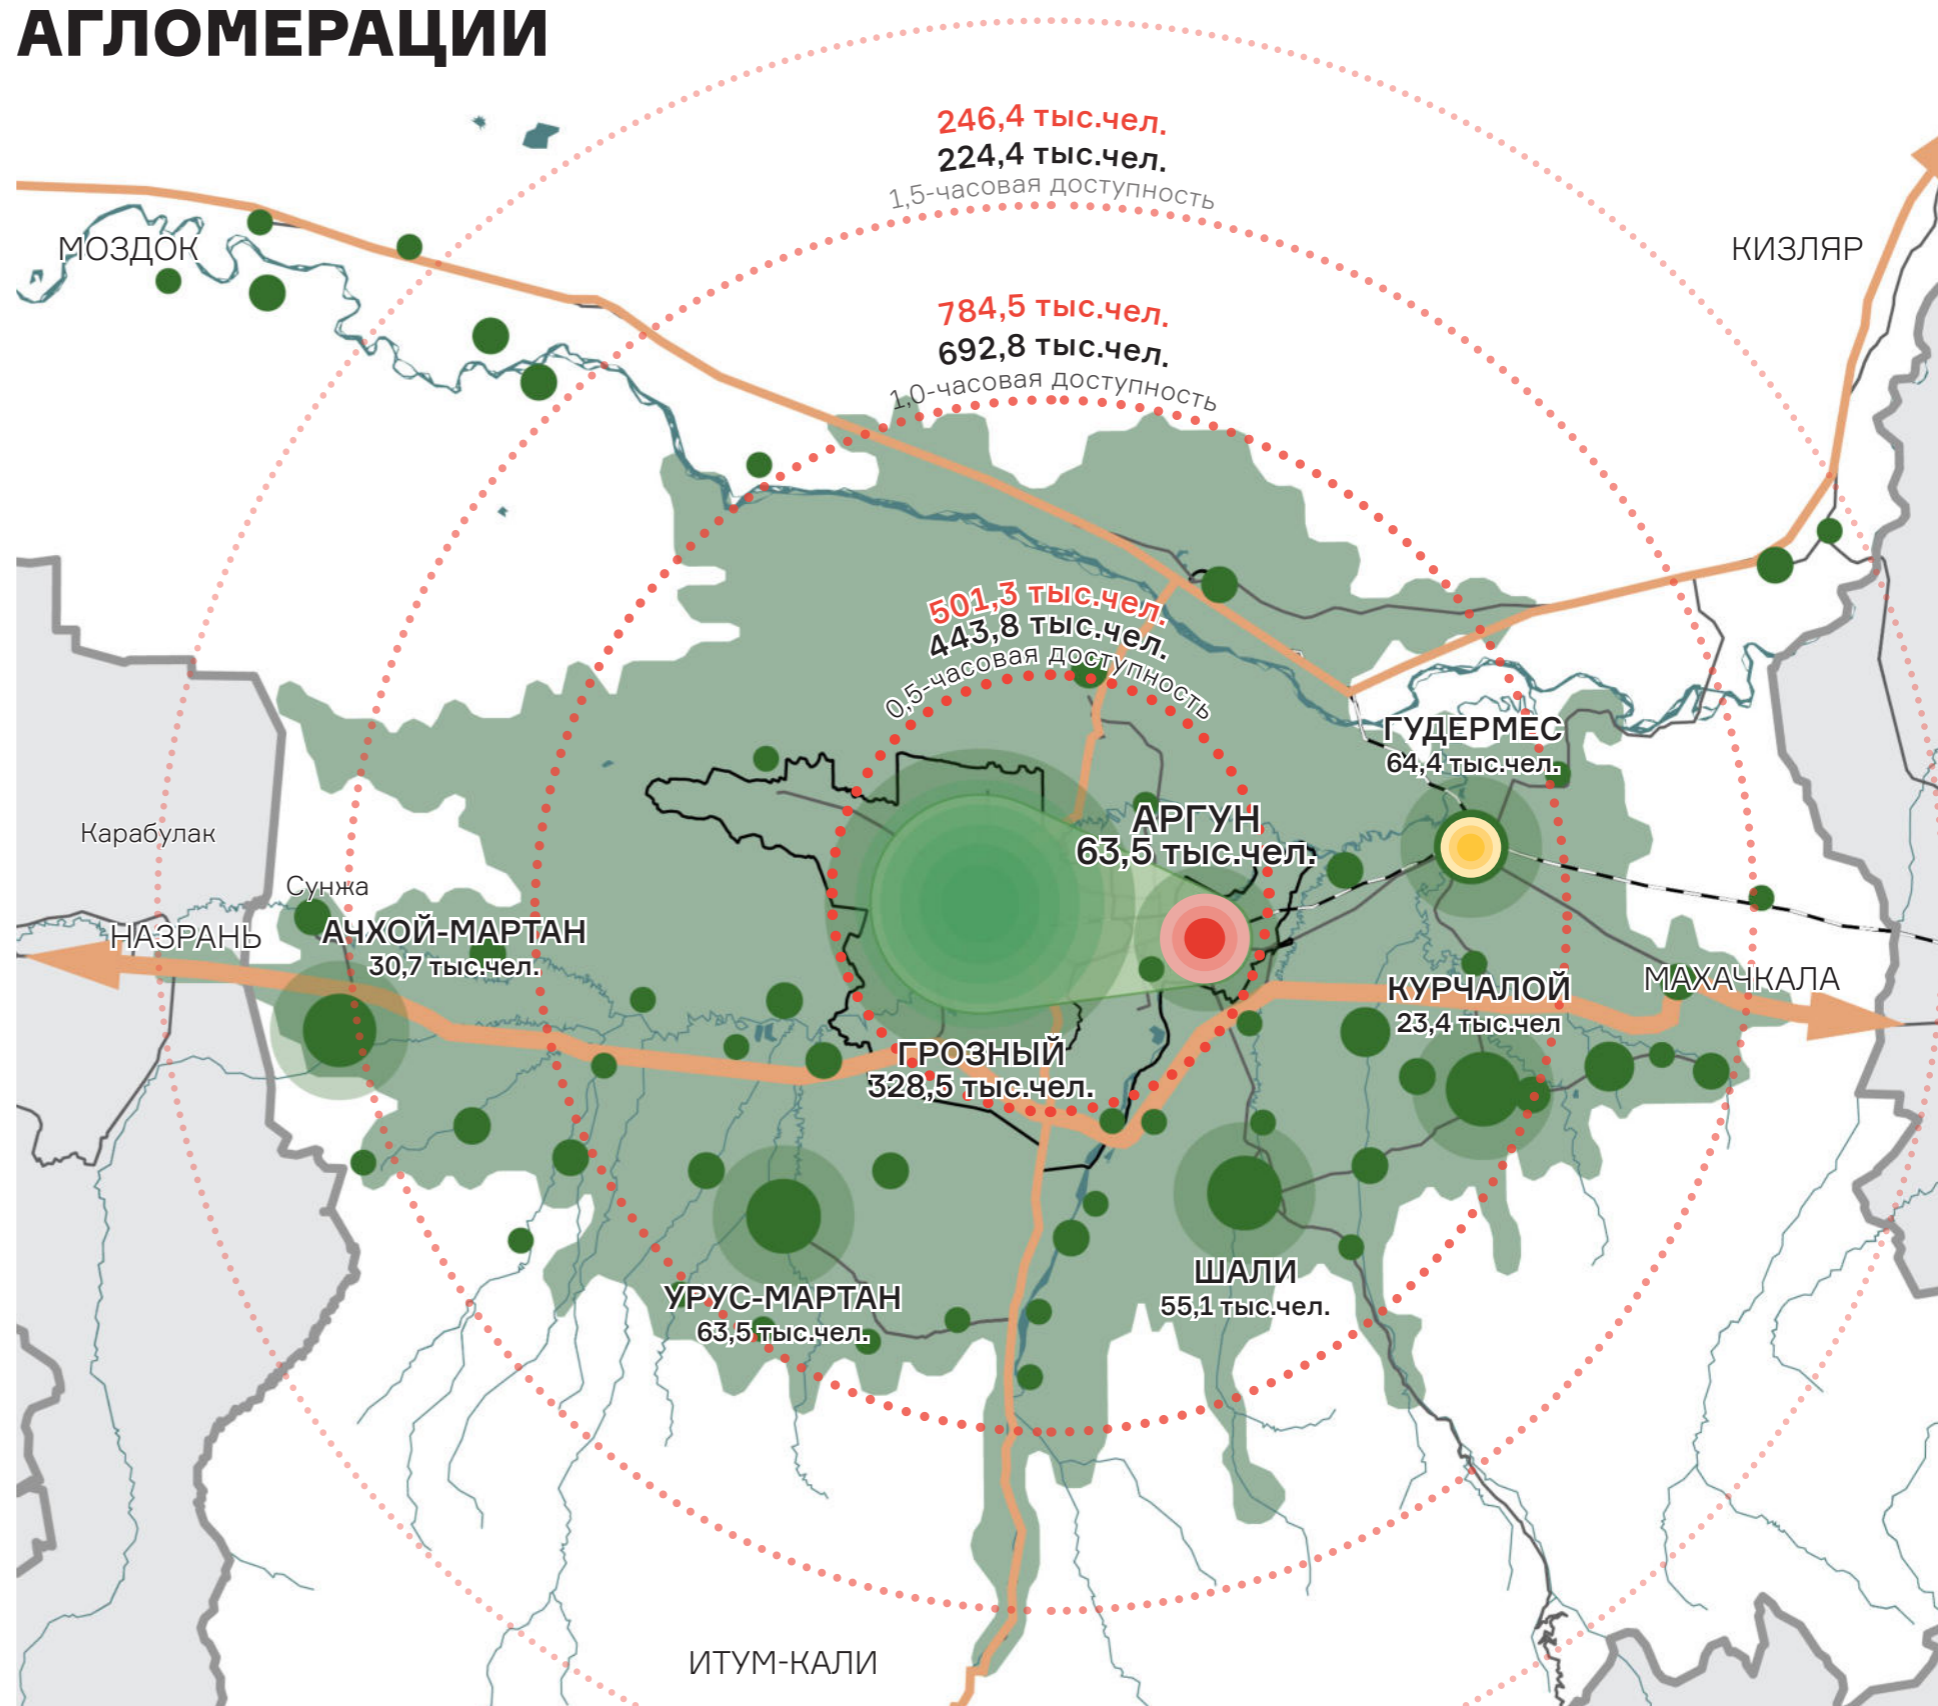 АГЛОМЕРАЦИИ
246,4 тыс.чел.
224,4 тыс.чел.
1,5-часовая доступность
МОЗДОК
КИЗЛЯР
784,5 тыс.чел.
692,8 тыс.чел.
1,0-часовая доступность
501,3 тыс.чел.
443,8 тыс.чел.
0,5-часовая доступность
ГУДЕРМЕС
64,4 тыс.чел.
АРГУН
63,5 тыс.чел.
Карабулак
Сунжа
НАЗРАНЬ
АЧХОЙ-МАРТАН
30,7 тыс.чел.
МАХАЧКАЛА
КУРЧАЛОЙ
23,4 тыс.чел
ГРОЗНЫЙ
328,5 тыс.чел.
ШАЛИ
55,1 тыс.чел.
УРУС-МАРТАН
63,5 тыс.чел.
ИТУМ-КАЛИ